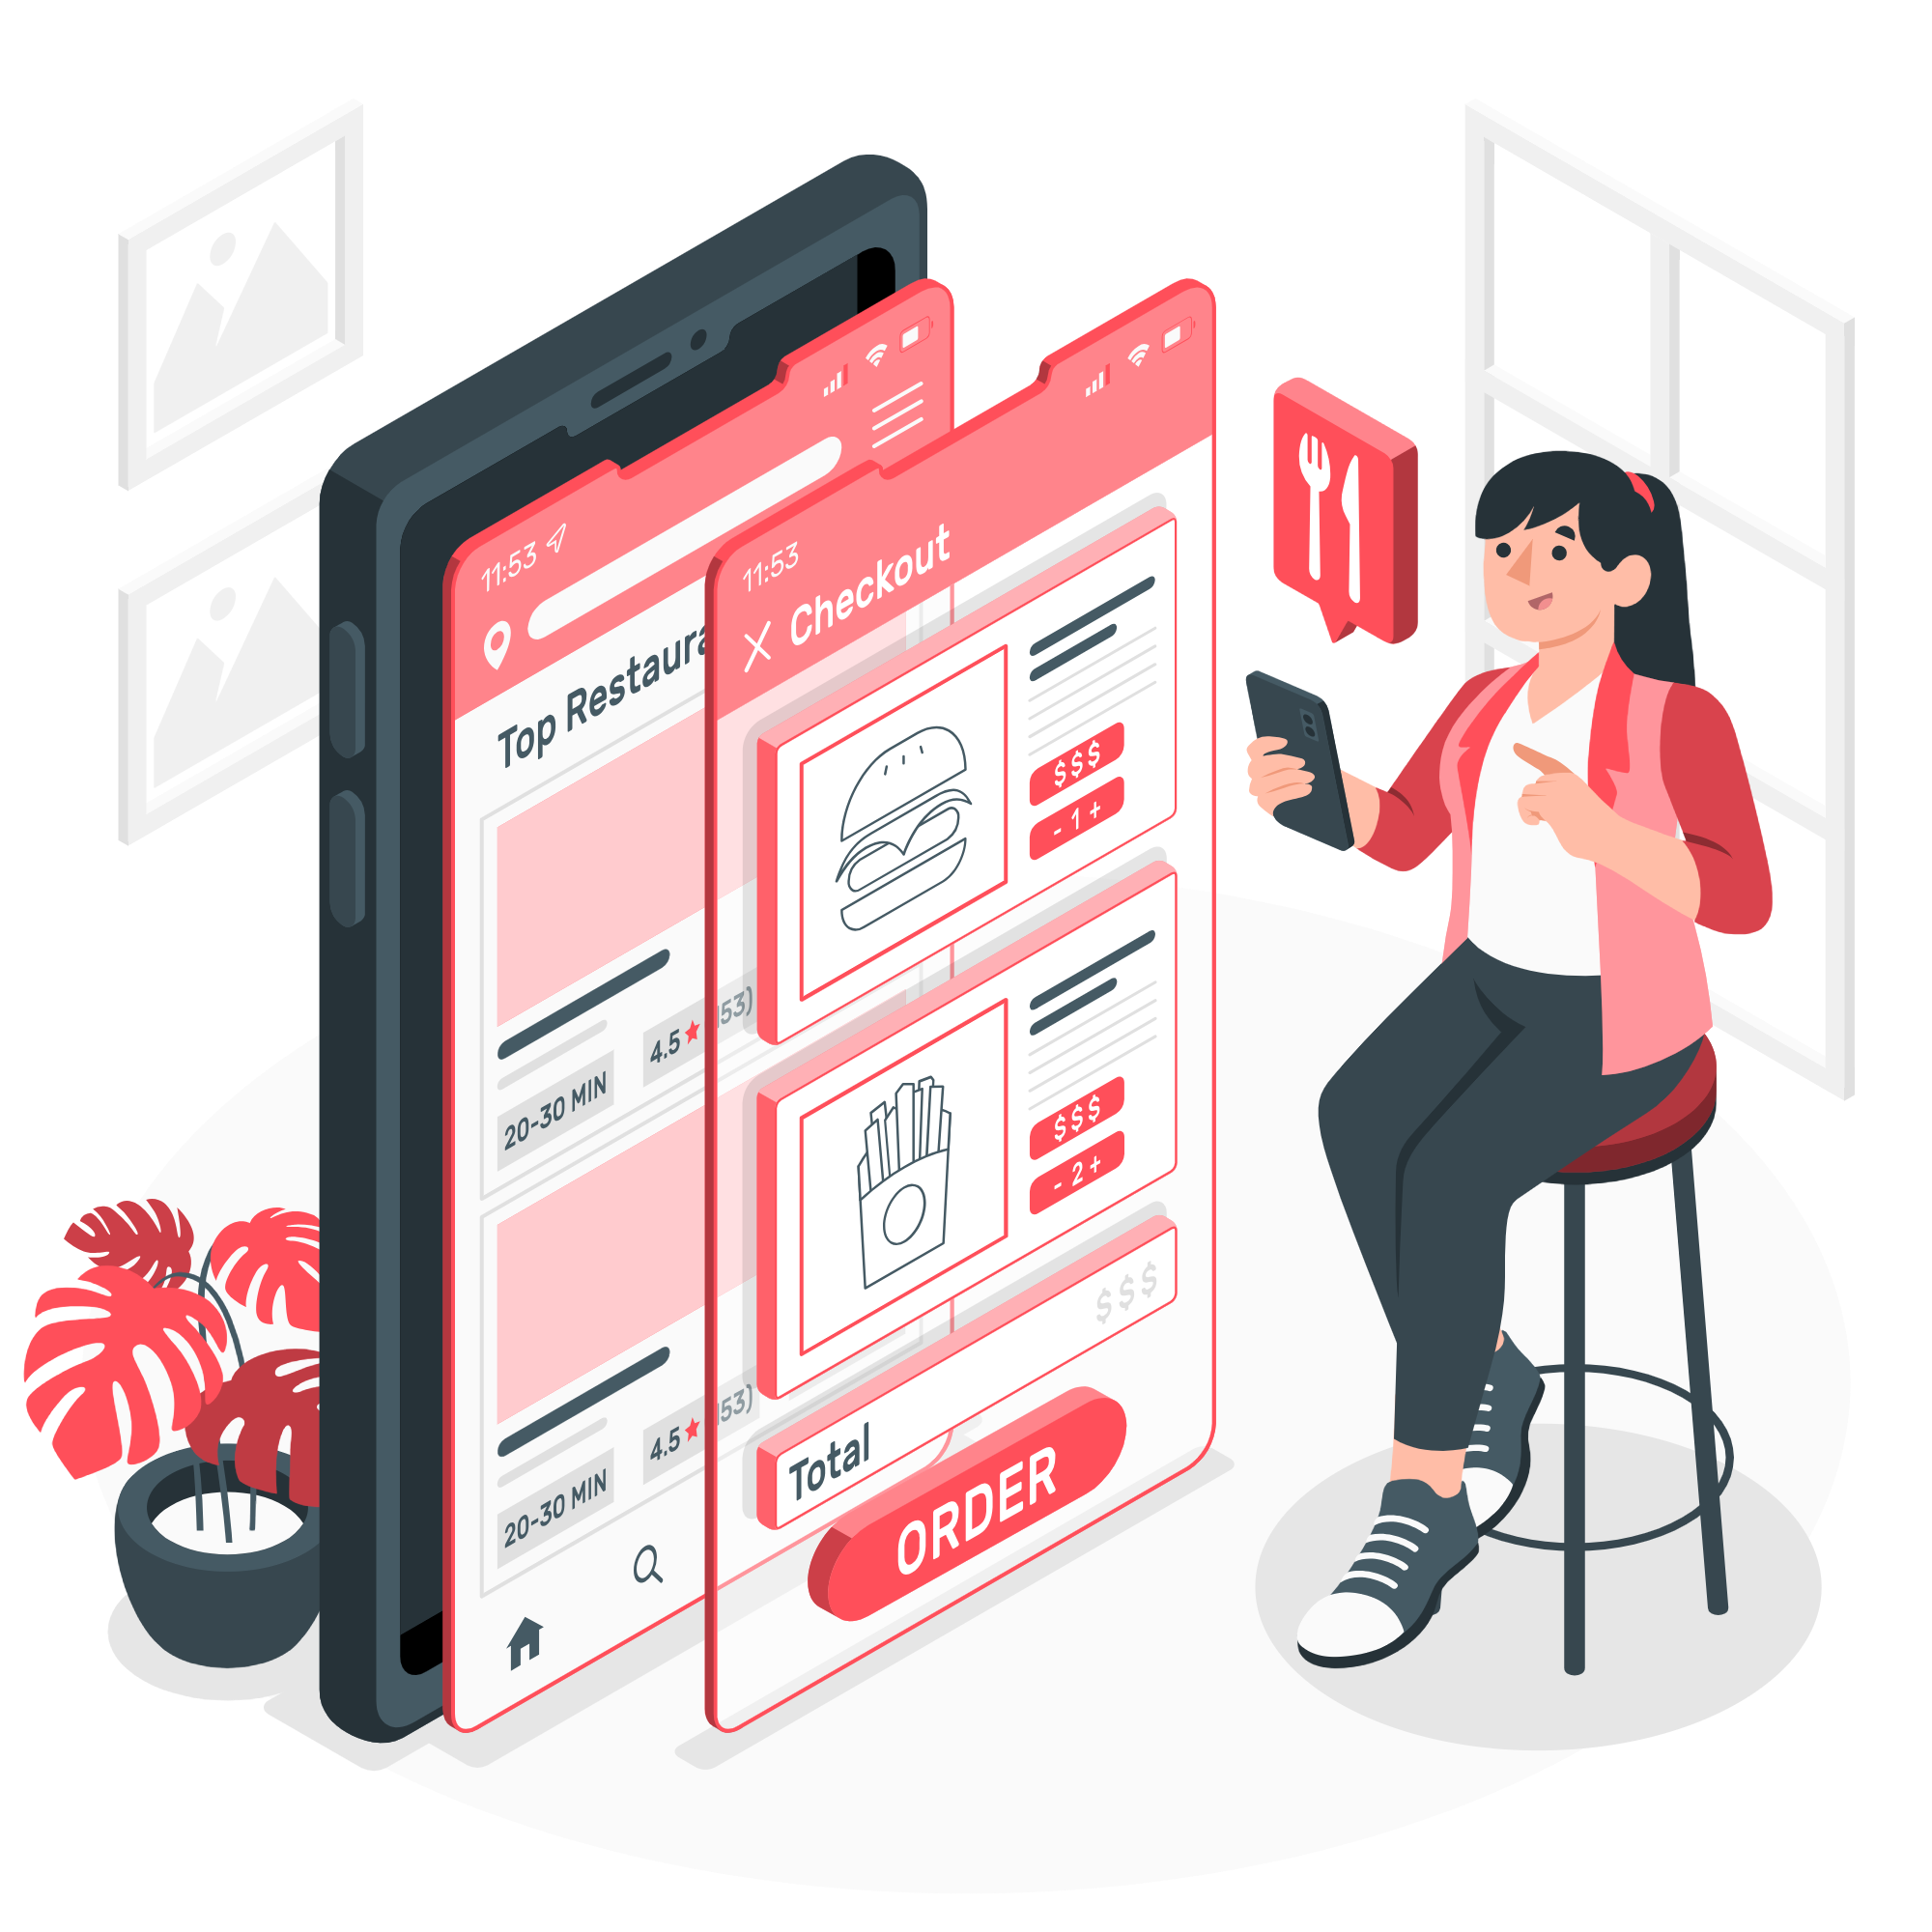 11:53
Top Restaura
4.5
53)
20-30 MIN
4.5
53)
20-30 MIN
11:53
Checkout
$$$
- 1 +
$$$
- 2 +
Total
$$$
ORDER